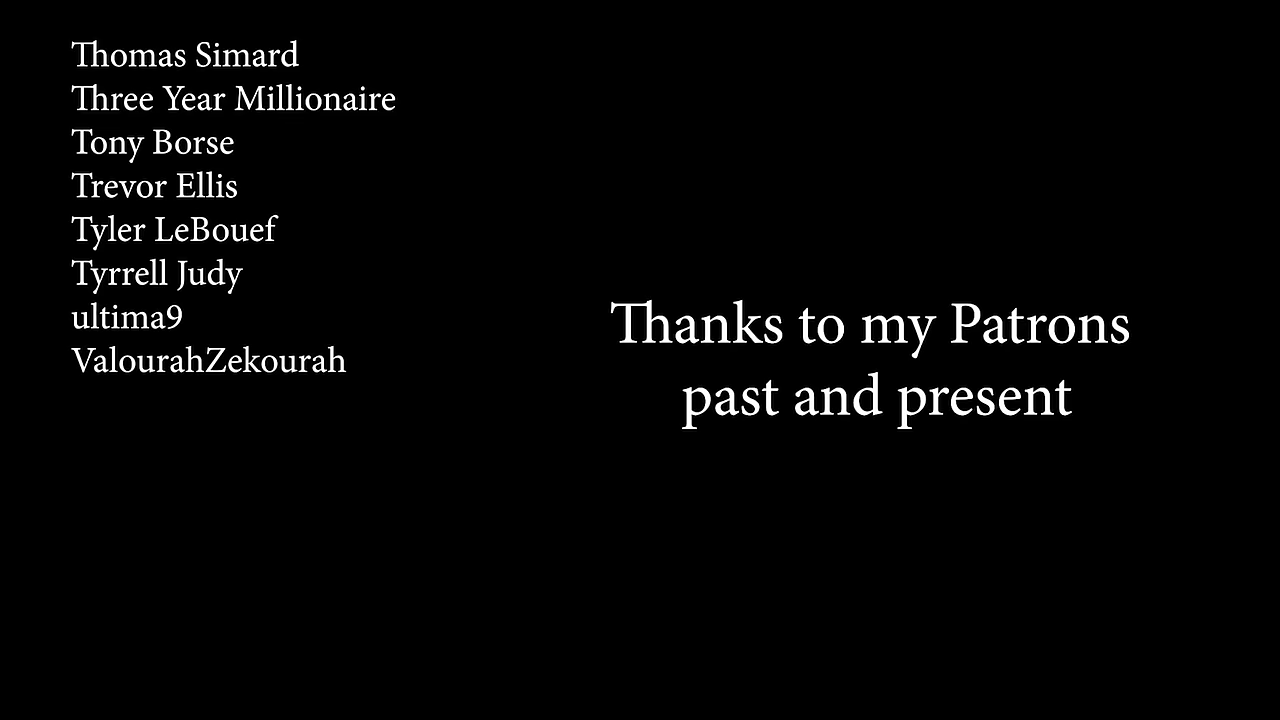 Thomas Simard
Three Year Millionaire
Tony Borse
Trevor Ellis
Tyler LeBouef
Tyrrell Judy
ultima9
ValourahZekourah
Thanks to my Patrons
past and present